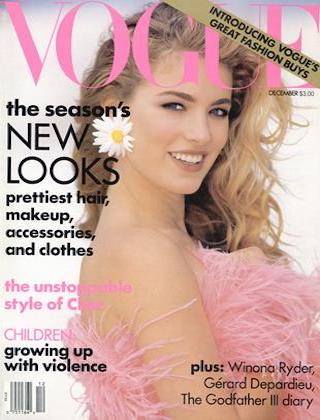 VOGUE
INTRODUCING VOGUE'S
GREAT FASHION BUYS
DECEMBER $3.00
the season's
NEW
LOOKS
prettiest hair,
makeup,
accessories,
and clothes
the unstoppable
style of Cher
CHILDREN:
growing up
with violence
plus: Winona Ryder,
Gérard Depardieu,
The Godfather III diary
12